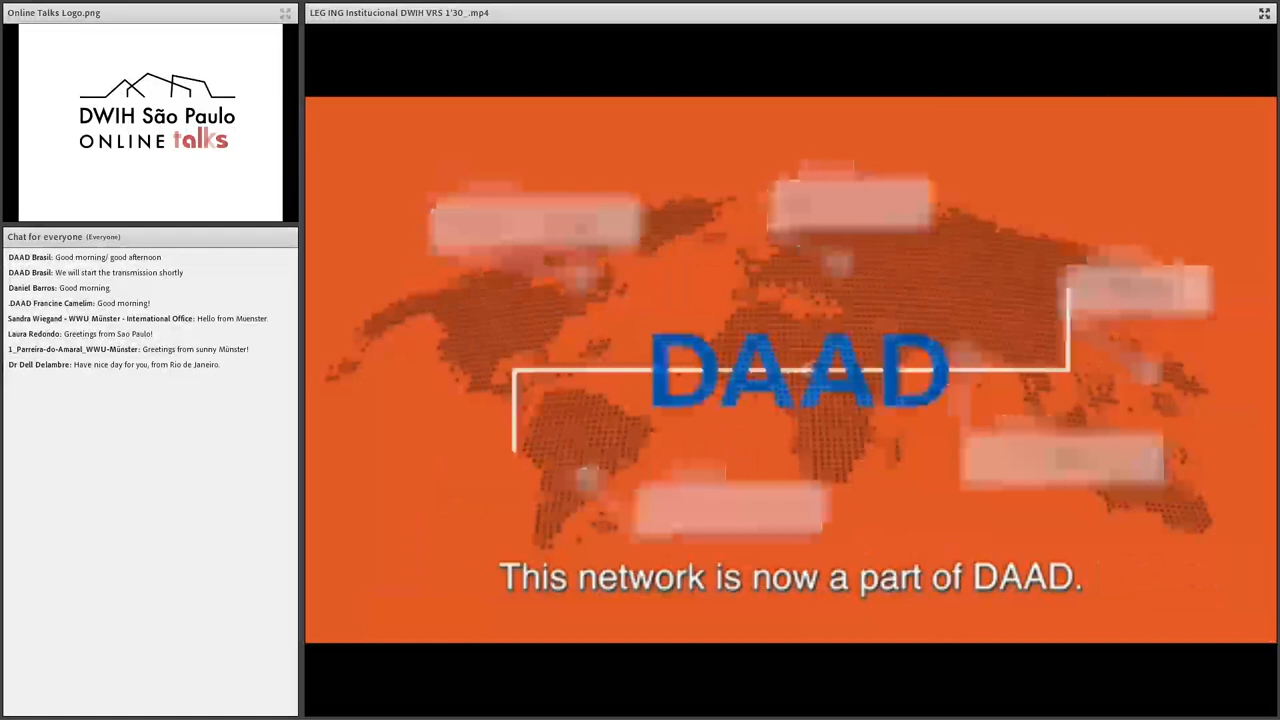 Online Talks Logo.png
DWIH São Paulo
ONLINE talks
Chat for everyone (Everyone)
DAAD Brasil: Good morning/ good afternoon
DAAD Brasil: We will start the transmission shortly
Daniel Barros: Good morning.
.DAAD Francine Camelim: Good morning!
Sandra Wiegand - WWU Münster - International Office: Hello from Muenster.
Laura Redondo: Greetings from Sao Paulo!
1_Parreira-do-Amaral_WWU-Münster: Greetings from sunny Münster!
Dr Dell Delambre: Have nice day for you, from Rio de Janeiro.
LEG ING Institucional DWIH VRS 1'30_.mp4
DAAD
This network is now a part of DAAD.